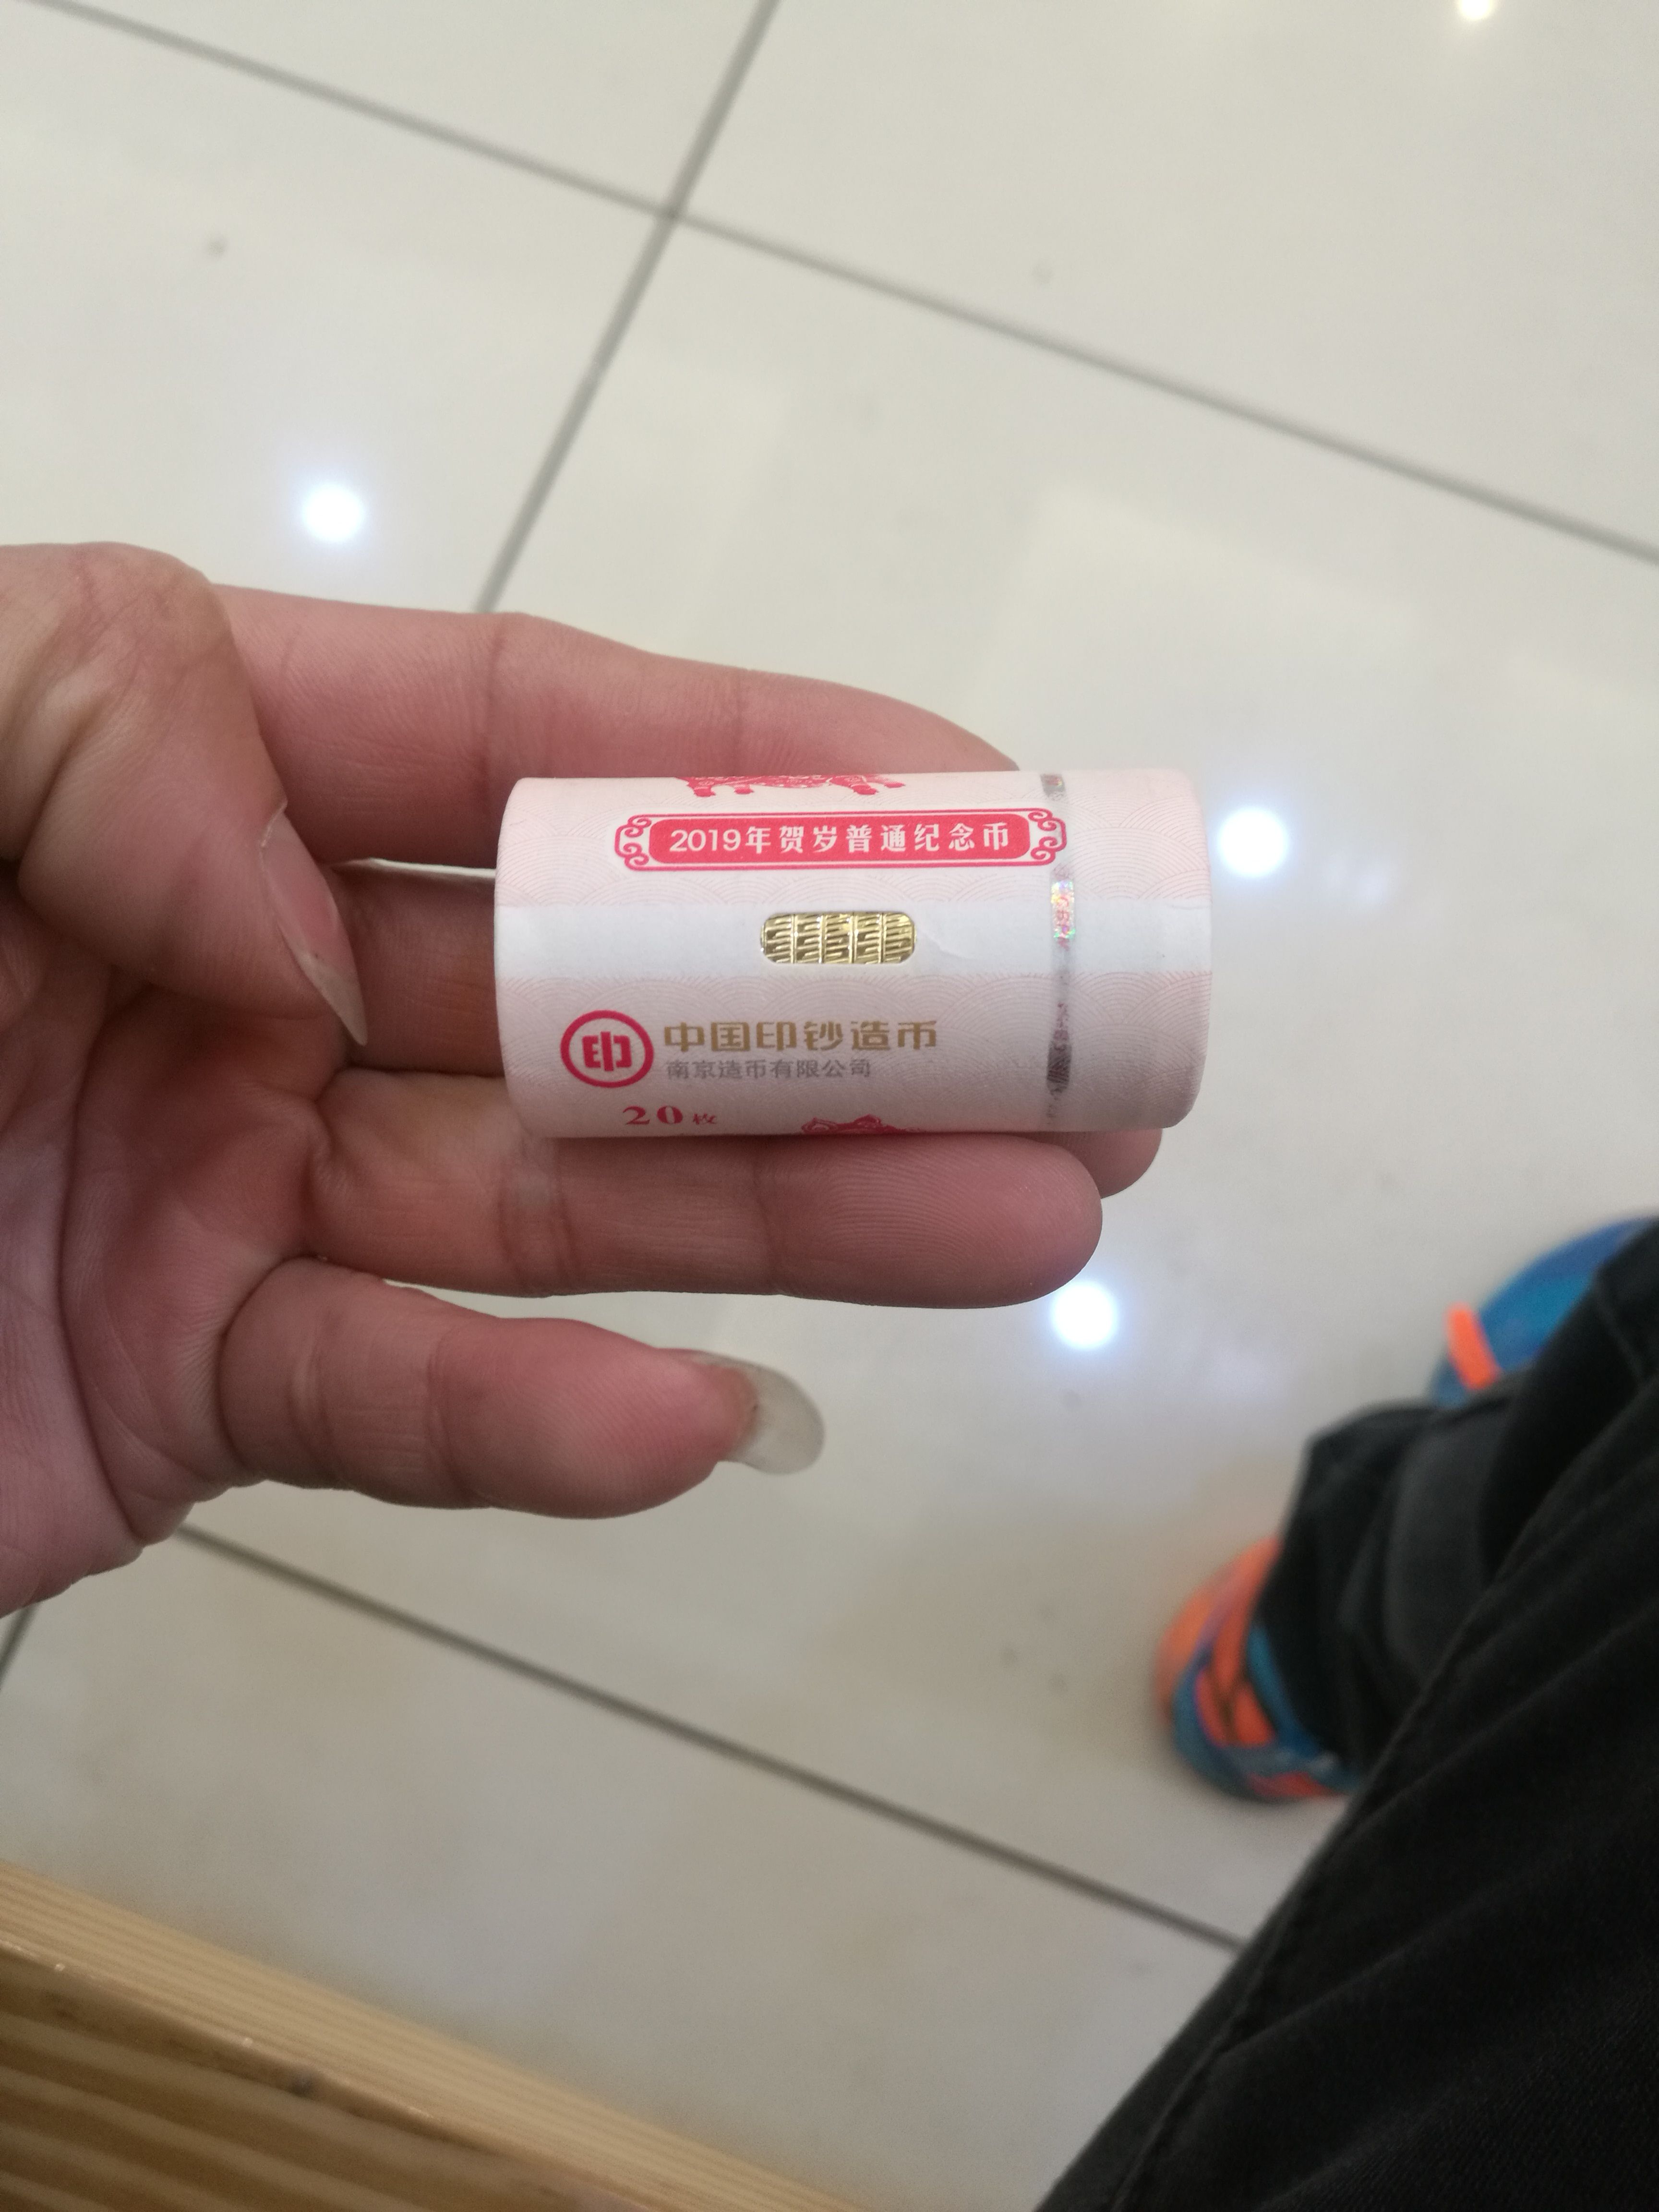 2019年贺岁普通纪念币
印
中国印钞造币
南京造币有限公司
20枚